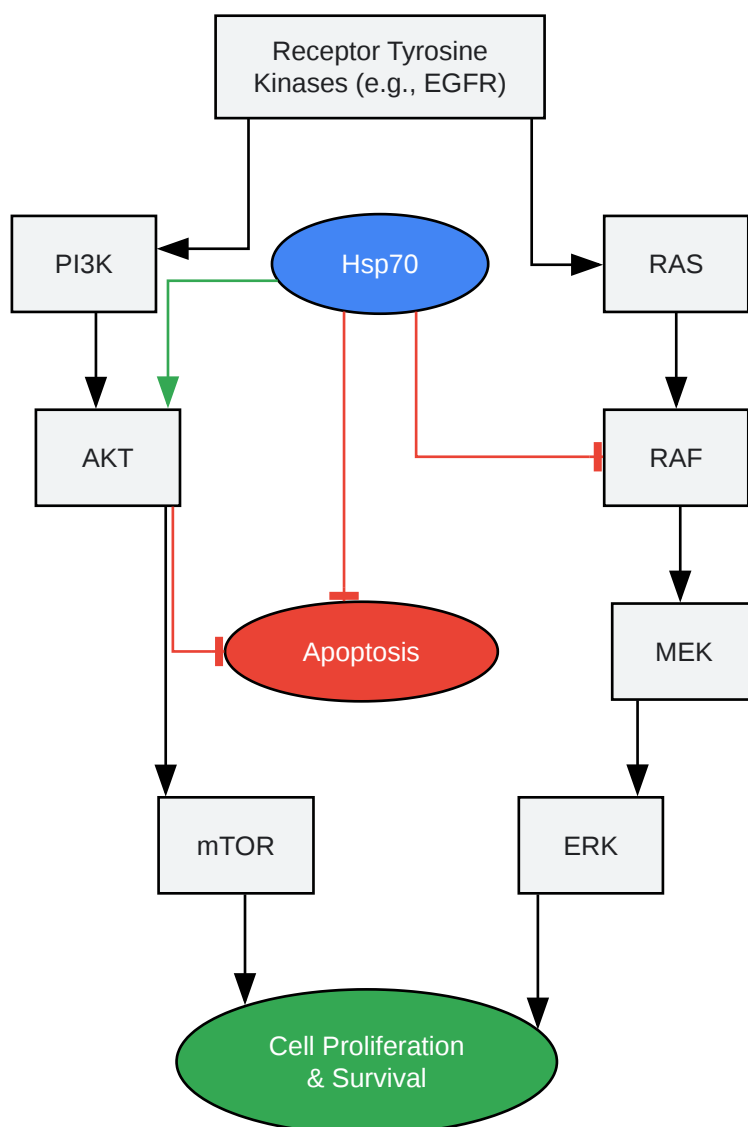 Receptor Tyrosine
Kinases (e.g., EGFR)
PI3K
Hsp70
RAS
AKT
RAF
Apoptosis
MEK
mTOR
ERK
Cell Proliferation
& Survival